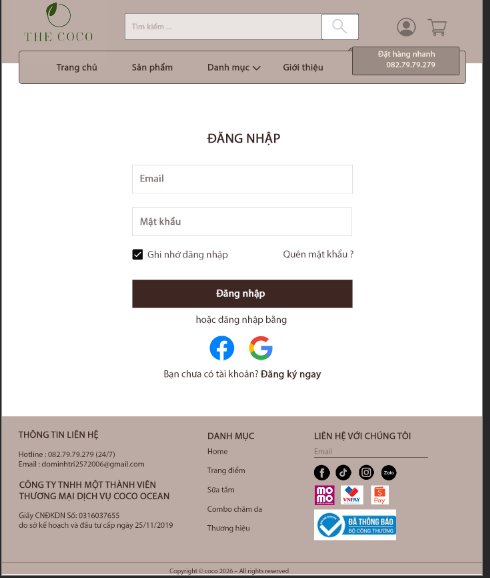 THE COCO
Tìm kiếm ...
Đặt hàng nhanh
082.79.79.279
Trang chủ
Sản phẩm
Danh mục
Giới thiệu
ĐĂNG NHẬP
Email
Mật khẩu
Ghi nhớ đăng nhập
Quên mật khẩu ?
Đăng nhập
hoặc đăng nhập bằng
Bạn chưa có tài khoản? Đăng ký ngay
THÔNG TIN LIÊN HỆ
Hotline : 082.79.79.279 (24/7)
Email : dominhtri2572006@gmail.com
CÔNG TY TNHH MỘT THÀNH VIÊN
THƯƠNG MẠI DỊCH VỤ COCO OCEAN
Giấy CNĐKDN Số: 0316037655
do sở kế hoạch và đầu tư cấp ngày 25/11/2019
DANH MỤC
Home
Trang điểm
Sữa tắm
Combo chăm da
Thương hiệu
LIÊN HỆ VỚI CHÚNG TÔI
Email
Zalo
MOMO
VNPAY
S Pay
ĐÃ THÔNG BÁO
BỘ CÔNG THƯƠNG
Copyright © coco 2026 – All rights reserved